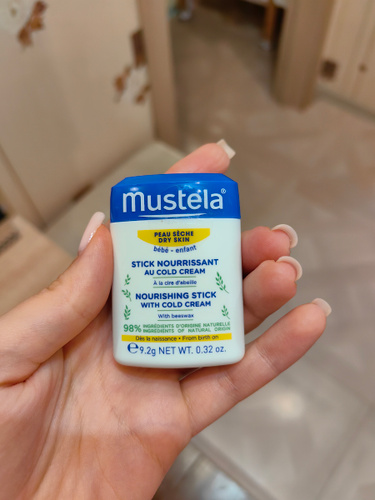 mustela®
PEAU SÈCHE
DRY SKIN
bébé - enfant
STICK NOURRISSANT
AU COLD CREAM
À la cire d'abeille
NOURISHING STICK
WITH COLD CREAM
With beeswax
98% INGRÉDIENTS D'ORIGINE NATURELLE
INGREDIENTS OF NATURAL ORIGIN
Dès la naissance • From birth on
℮9.2g NET WT. 0.32 oz.